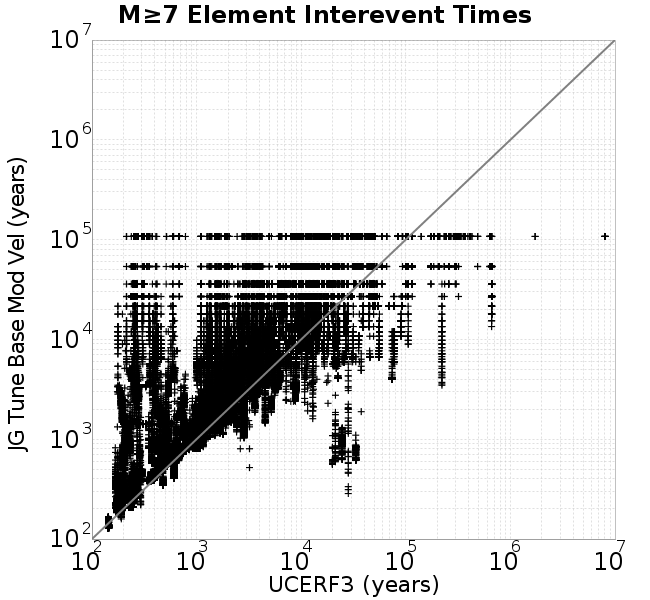 M≥7 Element Interevent Times
JG Tune Base Mod Vel (years)
10^7
10^6
10^5
10^4
10^3
10^2
10^2 10^3 10^4 10^5 10^6 10^7
UCERF3 (years)